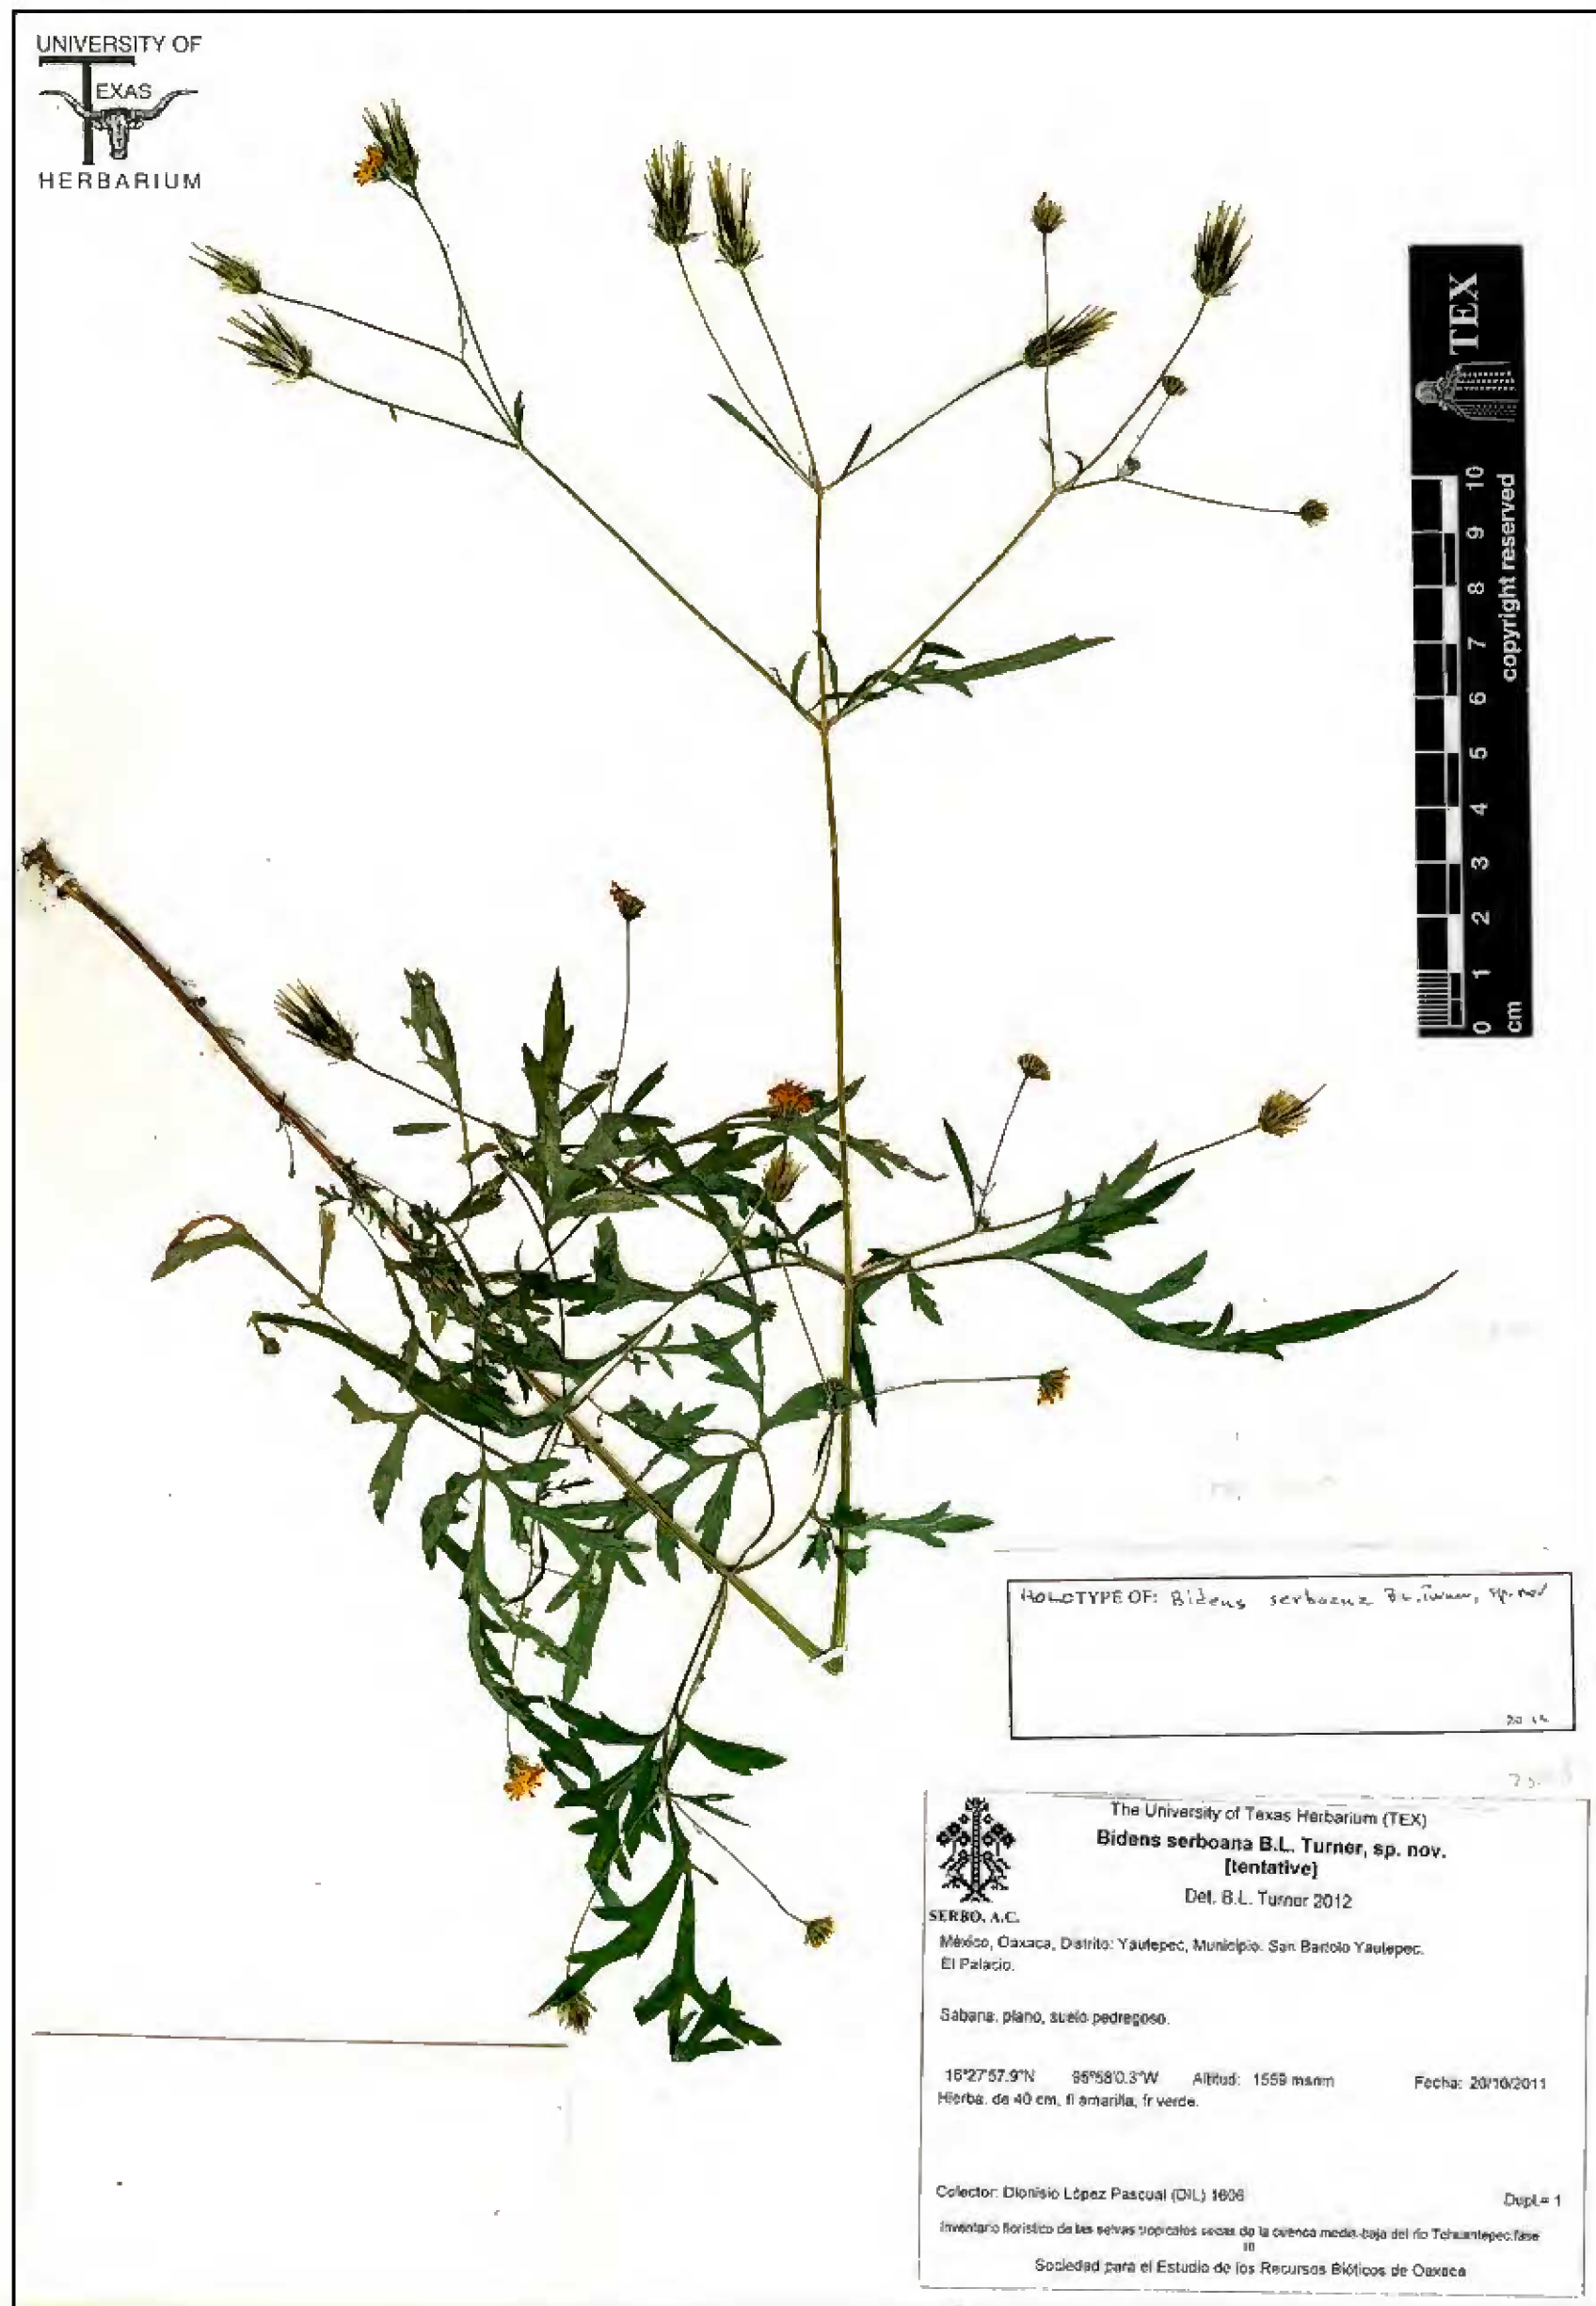 UNIVERSITY OF
TEXAS
HERBARIUM
TEX
copyright reserved
10
9
8
7
6
5
4
3
2
1
0
cm
HOLOTYPE OF: Bidens serboana B.L. Turner, sp. nov
The University of Texas Herbarium (TEX)
Bidens serboana B.L. Turner, sp. nov.
[tentative]
Det. B.L. Turner 2012
SERBO, A.C.
México, Oaxaca, Distrito: Yautepec, Municipio: San Bartolo Yautepec.
El Palacio.
Sabana, plano, suelo pedregoso.
16°27'57.9"N 95°58'0.3"W Altitud: 1559 msnm Fecha: 20/10/2011
Hierba, de 40 cm, fl amarilla, fr verde.
Colector: Dionisio López Pascual (DIL) 1606 Dupl.= 1
Inventario florístico de las selvas tropicales secas de la cuenca media-baja del río Tehuantepec.fase
III
Sociedad para el Estudio de los Recursos Bióticos de Oaxaca